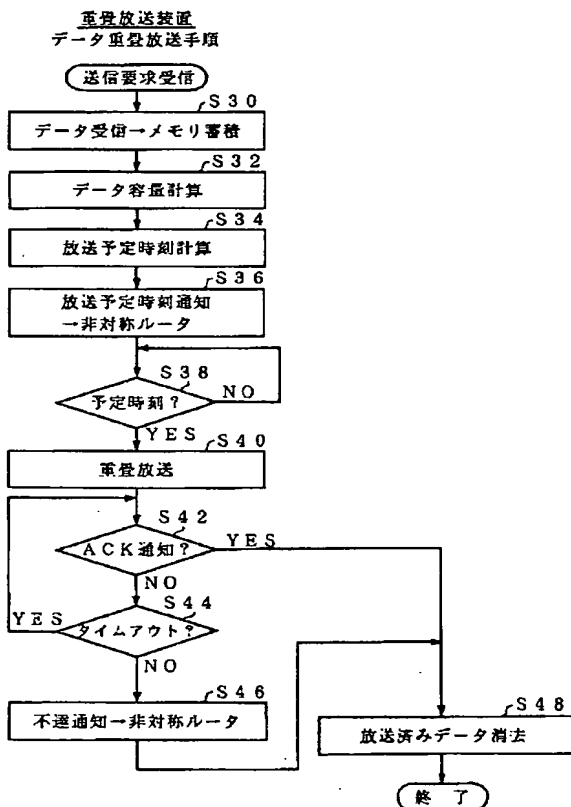 重畳放送装置
データ重畳放送手順
送信要求受信
S30
データ受信→メモリ蓄積
S32
データ容量計算
S34
放送予定時刻計算
S36
放送予定時刻通知
→非対称ルータ
S38
予定時刻?
NO
YES
S40
重畳放送
S42
ACK通知?
YES
NO
S44
YES
タイムアウト?
NO
S46
不達通知→非対称ルータ
S48
放送済みデータ消去
終了